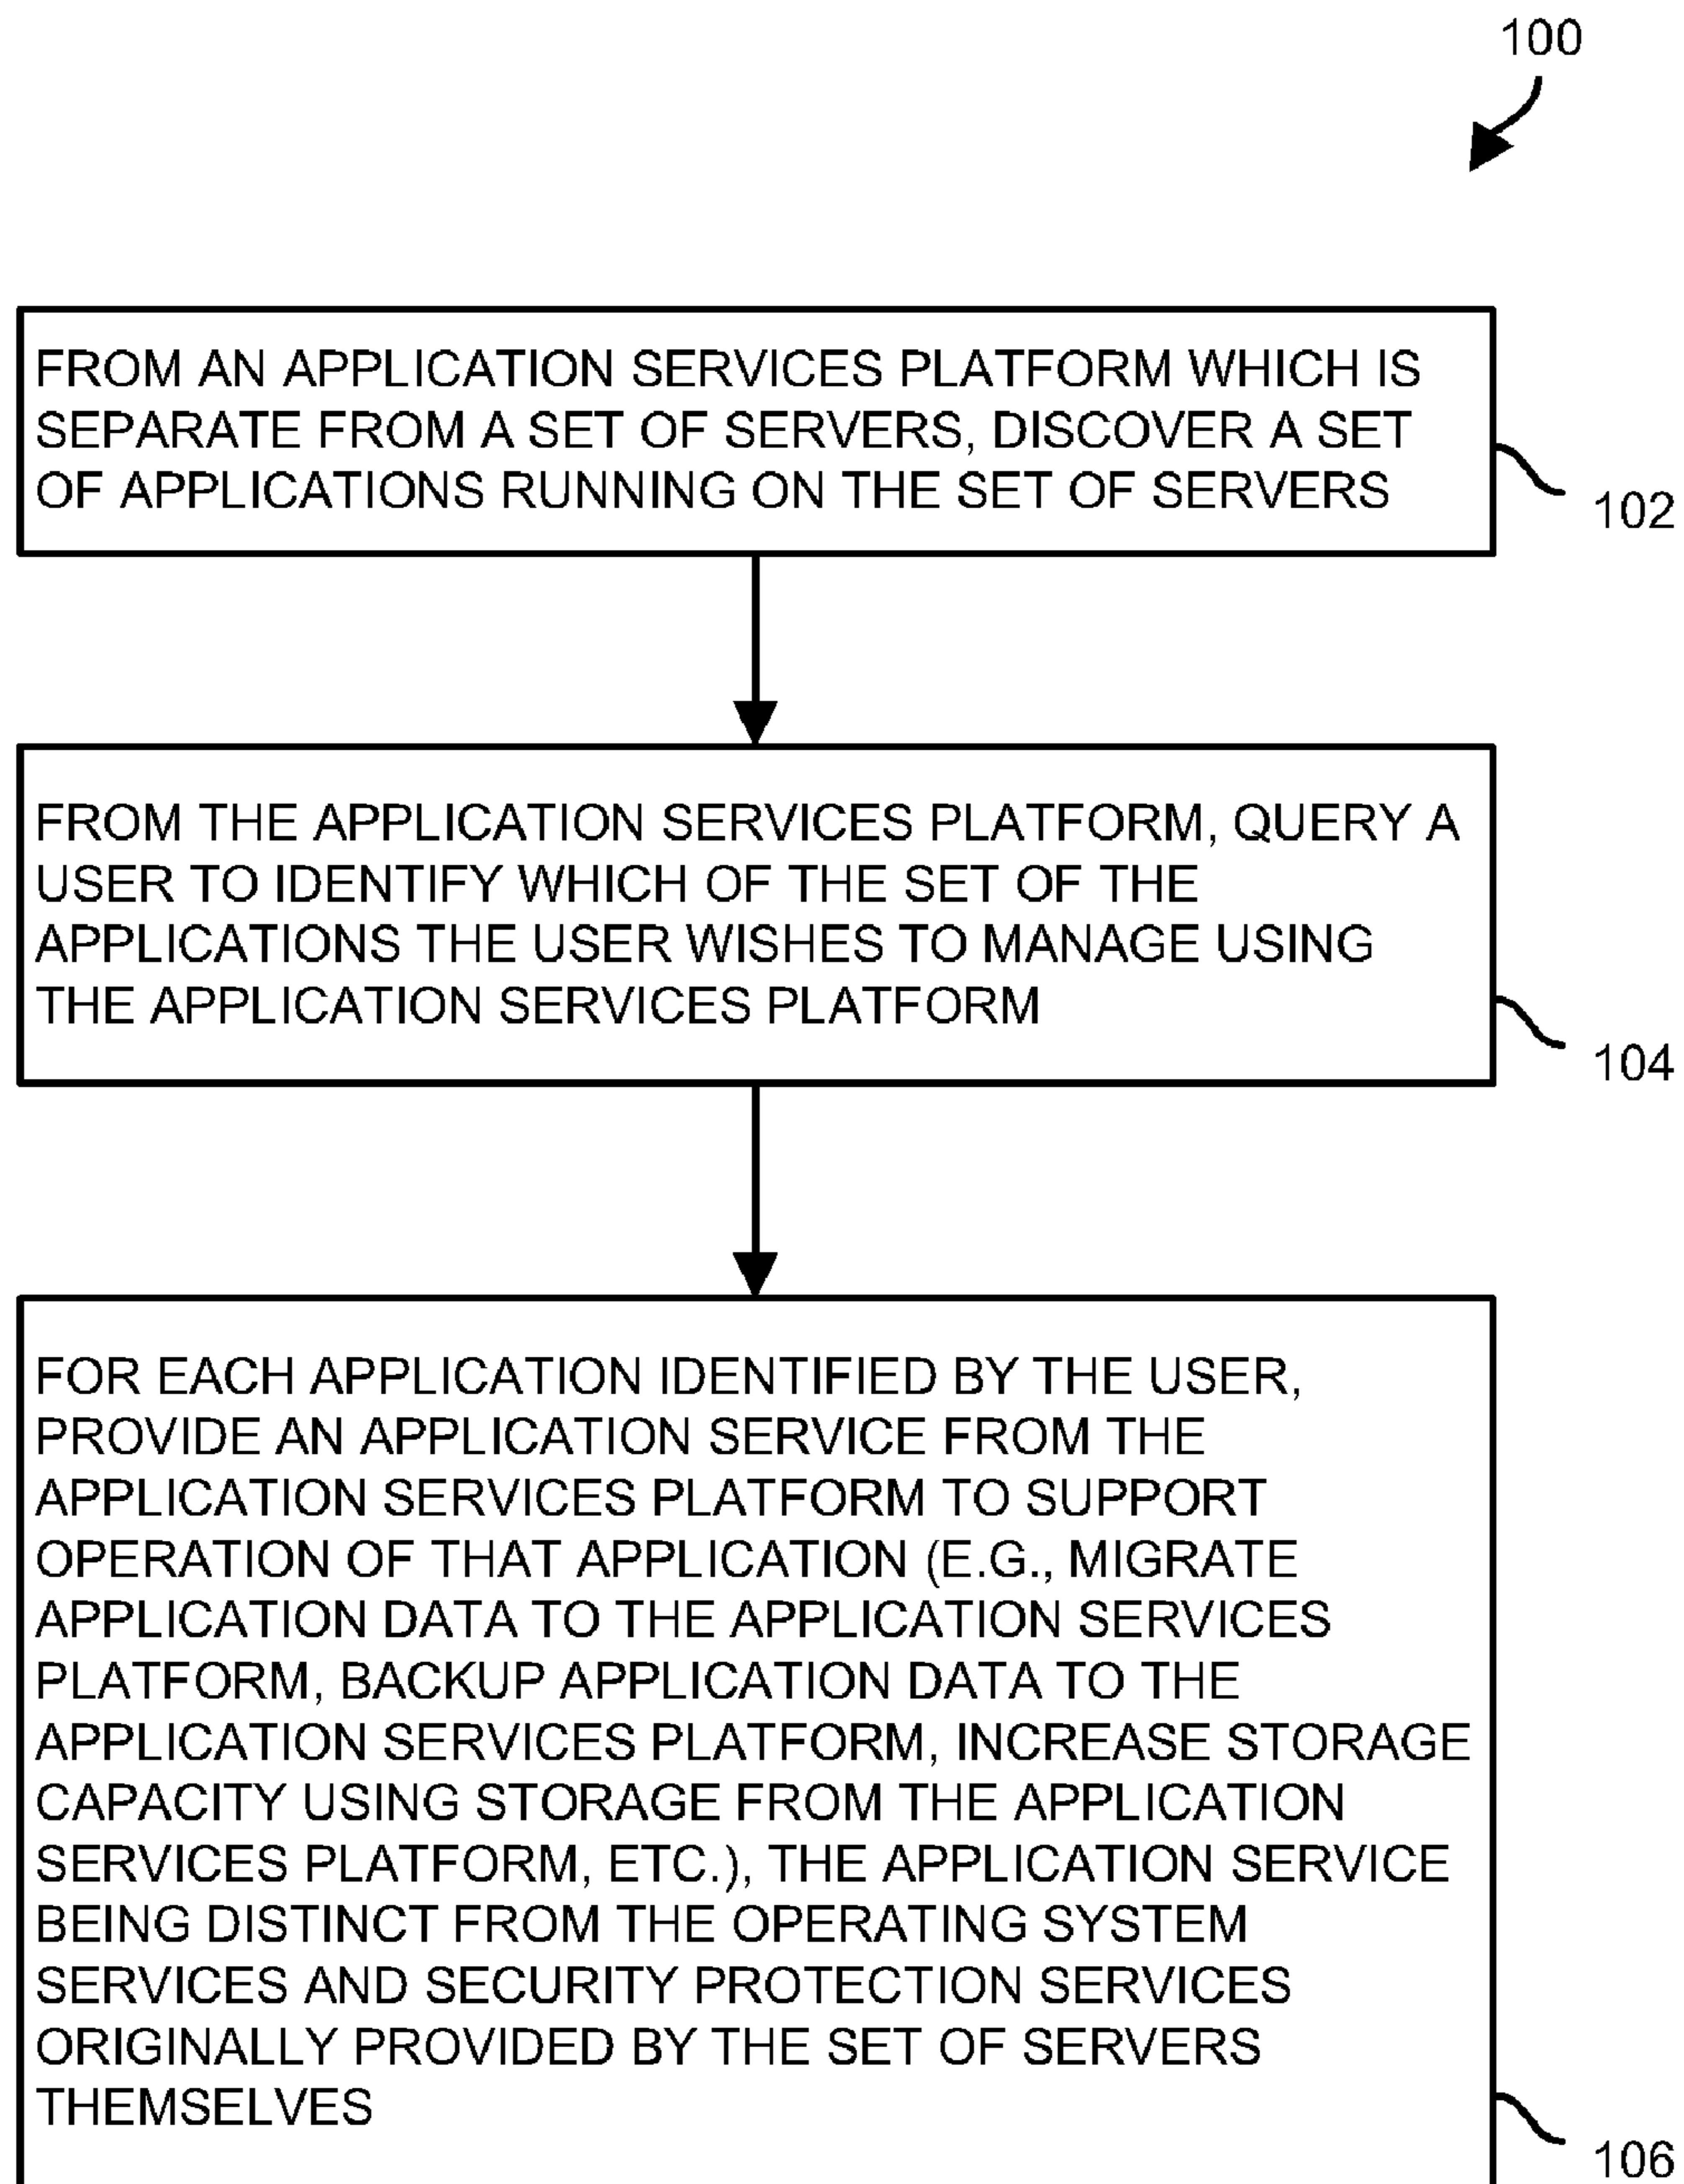 100
FROM AN APPLICATION SERVICES PLATFORM WHICH IS
SEPARATE FROM A SET OF SERVERS, DISCOVER A SET
OF APPLICATIONS RUNNING ON THE SET OF SERVERS
102
FROM THE APPLICATION SERVICES PLATFORM, QUERY A
USER TO IDENTIFY WHICH OF THE SET OF THE
APPLICATIONS THE USER WISHES TO MANAGE USING
THE APPLICATION SERVICES PLATFORM
104
FOR EACH APPLICATION IDENTIFIED BY THE USER,
PROVIDE AN APPLICATION SERVICE FROM THE
APPLICATION SERVICES PLATFORM TO SUPPORT
OPERATION OF THAT APPLICATION (E.G., MIGRATE
APPLICATION DATA TO THE APPLICATION SERVICES
PLATFORM, BACKUP APPLICATION DATA TO THE
APPLICATION SERVICES PLATFORM, INCREASE STORAGE
CAPACITY USING STORAGE FROM THE APPLICATION
SERVICES PLATFORM, ETC.), THE APPLICATION SERVICE
BEING DISTINCT FROM THE OPERATING SYSTEM
SERVICES AND SECURITY PROTECTION SERVICES
ORIGINALLY PROVIDED BY THE SET OF SERVERS
THEMSELVES
106